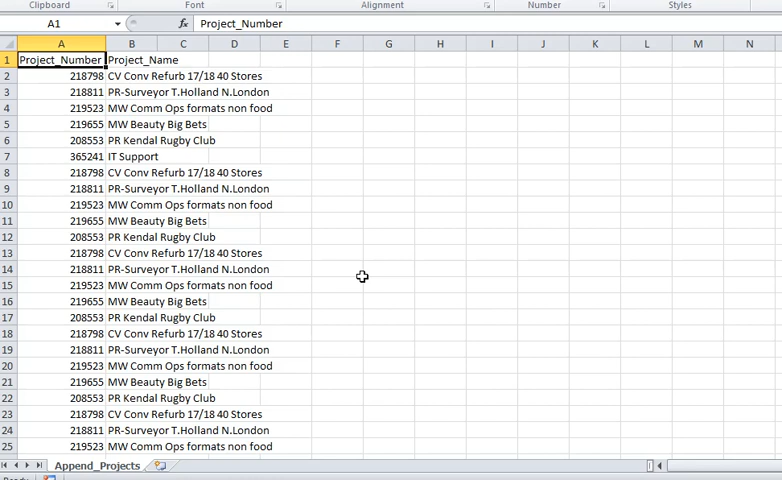 Clipboard Font Alignment Number Styles
A1 fx Project_Number
A B C D E F G H I J K L M N
1 Project_Number Project_Name
2 218798 CV Conv Refurb 17/18 40 Stores
3 218811 PR-Surveyor T.Holland N.London
4 219523 MW Comm Ops formats non food
5 219655 MW Beauty Big Bets
6 208553 PR Kendal Rugby Club
7 365241 IT Support
8 218798 CV Conv Refurb 17/18 40 Stores
9 218811 PR-Surveyor T.Holland N.London
10 219523 MW Comm Ops formats non food
11 219655 MW Beauty Big Bets
12 208553 PR Kendal Rugby Club
13 218798 CV Conv Refurb 17/18 40 Stores
14 218811 PR-Surveyor T.Holland N.London
15 219523 MW Comm Ops formats non food
16 219655 MW Beauty Big Bets
17 208553 PR Kendal Rugby Club
18 218798 CV Conv Refurb 17/18 40 Stores
19 218811 PR-Surveyor T.Holland N.London
20 219523 MW Comm Ops formats non food
21 219655 MW Beauty Big Bets
22 208553 PR Kendal Rugby Club
23 218798 CV Conv Refurb 17/18 40 Stores
24 218811 PR-Surveyor T.Holland N.London
25 219523 MW Comm Ops formats non food
Append_Projects